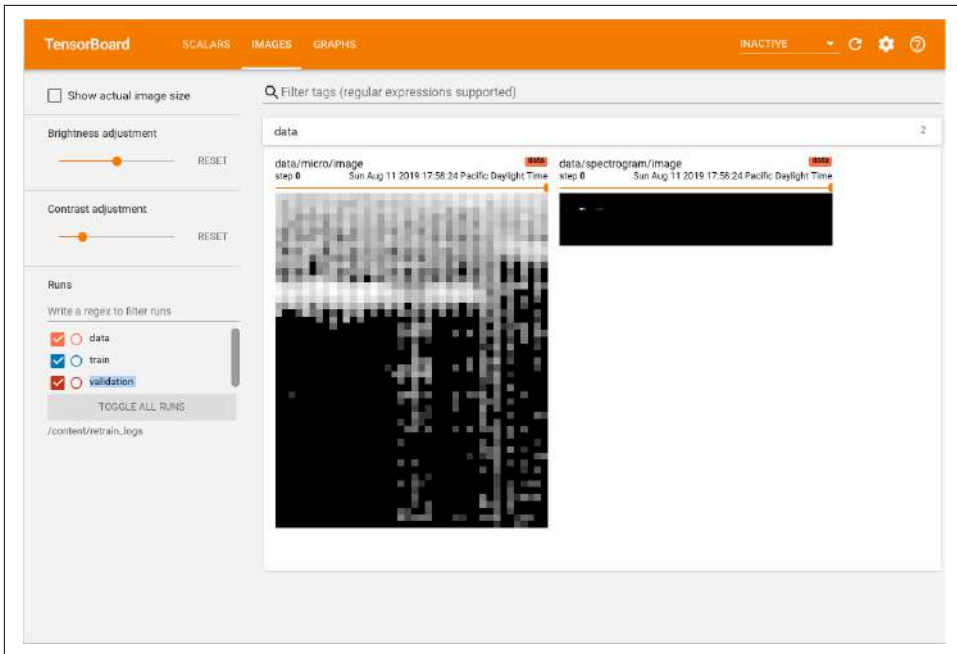 TensorBoard SCALARS IMAGES GRAPHS INACTIVE
Show actual image size
Filter tags (regular expressions supported)
Brightness adjustment
RESET
Contrast adjustment
RESET
Runs
Write a regex to filter runs
data
train
validation
TOGGLE ALL RUNS
/content/retrain_logs
data 2
data/micro/image data
step 0 Sun Aug 11 2019 17:58:24 Pacific Daylight Time
data/spectrogram/image data
step 0 Sun Aug 11 2019 17:58:24 Pacific Daylight Time